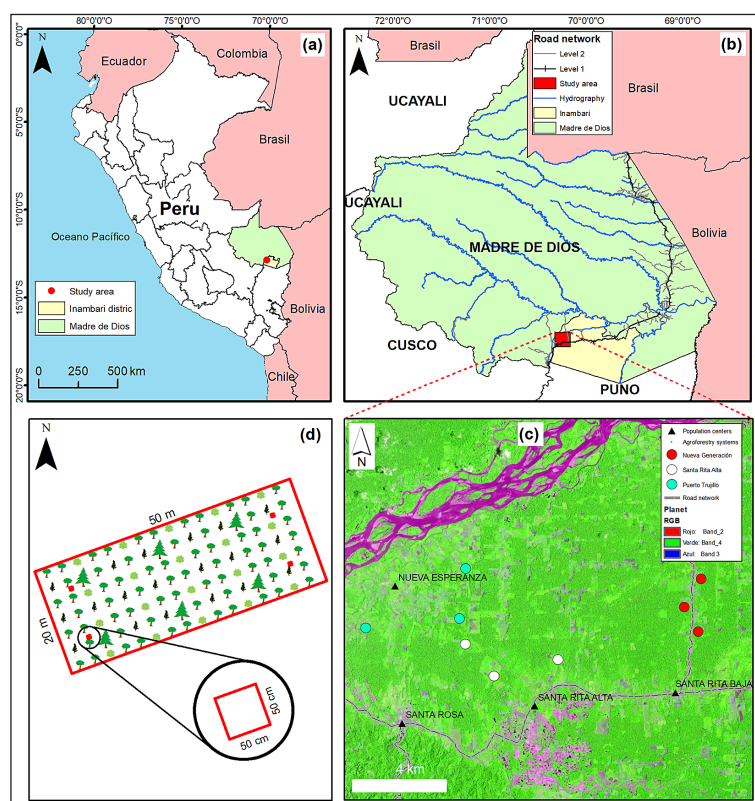 80°0'0"O
75°0'0"O
70°0'0"O
0°0'0"
5°0'0"S
10°0'0"S
15°0'0"S
20°0'0"S
N
(a)
Ecuador
Colombia
Brasil
Perú
Oceano Pacífico
Bolivia
Chile
Study area
Inambari distric
Madre de Dios
0 250 500 km
72°0'0"O
71°0'0"O
70°0'0"O
69°0'0"O
N
(b)
Brasil
Road network
Level 2
Level 1
Study area
Hydrography
Inambari
Madre de Dios
UCAYALI
Brasil
UCAYALI
MADRE DE DIOS
Bolivia
CUSCO
PUNO
N
(d)
50 m
20 m
50 cm
50 cm
N
(c)
Population centers
Agroforestry systems
Nueva Generación
Santa Rita Alta
Puerto Trujillo
Road network
Planet
RGB
Rojo: Band_2
Verde: Band_4
Azul: Band 3
NUEVA ESPERANZA
SANTA RITA BAJA
SANTA RITA ALTA
SANTA ROSA
4 km